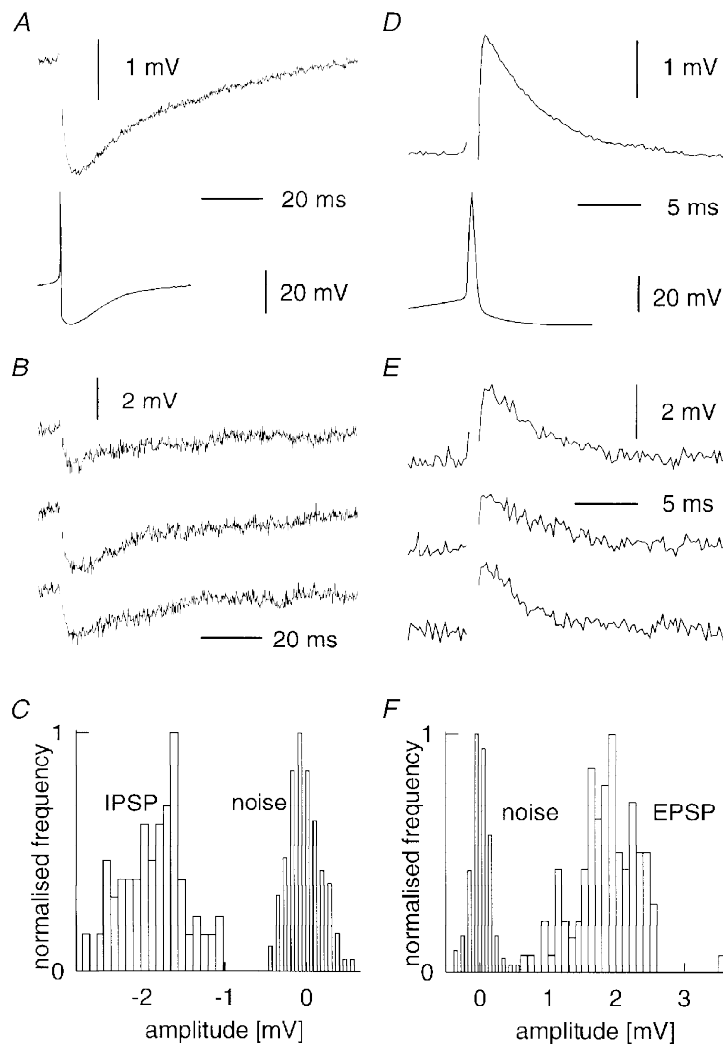 A
1 mV
20 ms
20 mV
B
2 mV
20 ms
C
1
normalised frequency
0
IPSP
noise
-2
-1
0
amplitude [mV]
D
1 mV
5 ms
20 mV
E
2 mV
5 ms
F
1
normalised frequency
0
noise
EPSP
0
1
2
3
amplitude [mV]